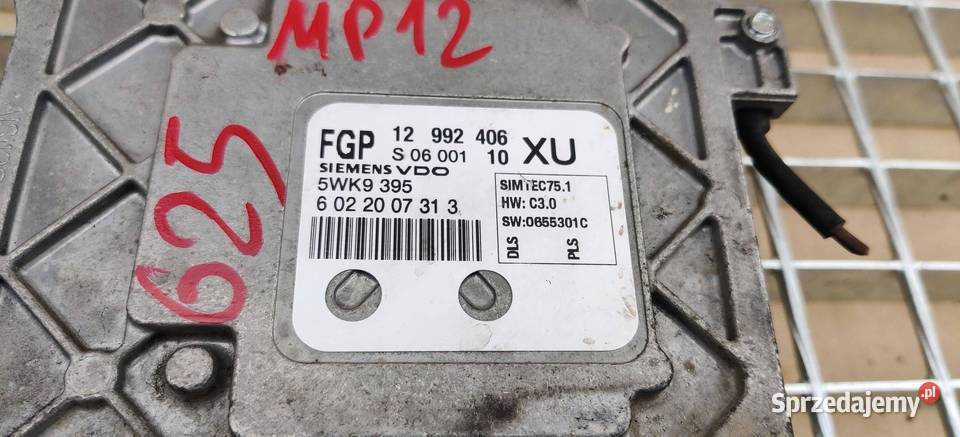 MP12
625
FGP 12 992 406 XU
S 06 001 10
SIEMENS VDO
5WK9 395
6 02 20 07 31 3
SIMTEC75.1
HW: C3.0
SW:0655301C
DLS PLS
Sprzedajemy.pl